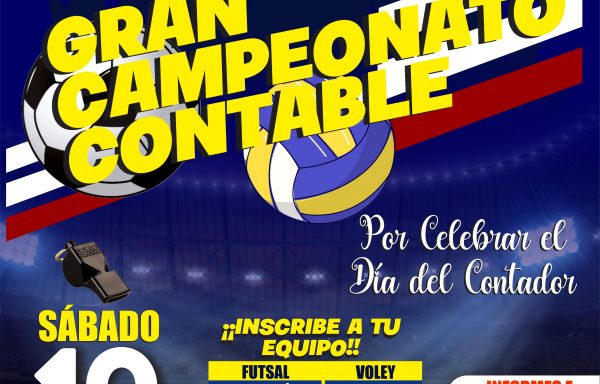 GRAN
CAMPEONATO
CONTABLE
Por Celebrar el
Día del Contador
SÁBADO
¡¡INSCRIBE A TU
EQUIPO!!
FUTSAL VOLEY